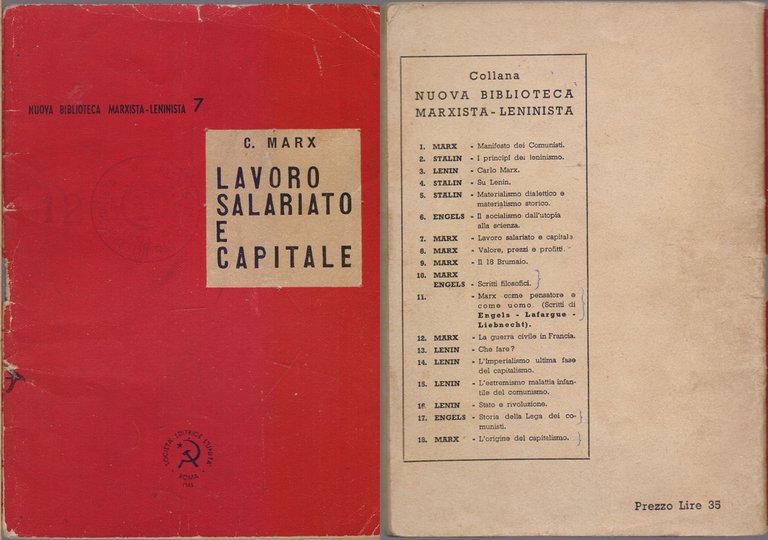 NUOVA BIBLIOTECA MARXISTA-LENINISTA 7
C. MARX
LAVORO
SALARIATO
E
CAPITALE
SOCIETÀ EDITRICE L'UNITÀ
ROMA
Collana
NUOVA BIBLIOTECA
MARXISTA-LENINISTA
1. MARX - Manifesto dei Comunisti.
2. STALIN - I principî del leninismo.
3. LENIN - Carlo Marx.
4. STALIN - Su Lenin.
5. STALIN - Materialismo dialettico e
materialismo storico.
6. ENGELS - Il socialismo dall'utopia
alla scienza.
7. MARX - Lavoro salariato e capitale
8. MARX - Valore, prezzi e profitti.
9. MARX - Il 18 Brumaio.
10. MARX
ENGELS - Scritti filosofici.
11. - Marx come pensatore e
come uomo. (Scritti di
Engels - Lafargue -
Liebnecht).
12. MARX - La guerra civile in Francia.
13. LENIN - Che fare?
14. LENIN - L'Imperialismo ultima fase
del capitalismo.
15. LENIN - L'estremismo malattia infan-
tile del comunismo.
16. LENIN - Stato e rivoluzione.
17. ENGELS - Storia della Lega dei co-
munisti.
18. MARX - L'origine del capitalismo.
Prezzo Lire 35